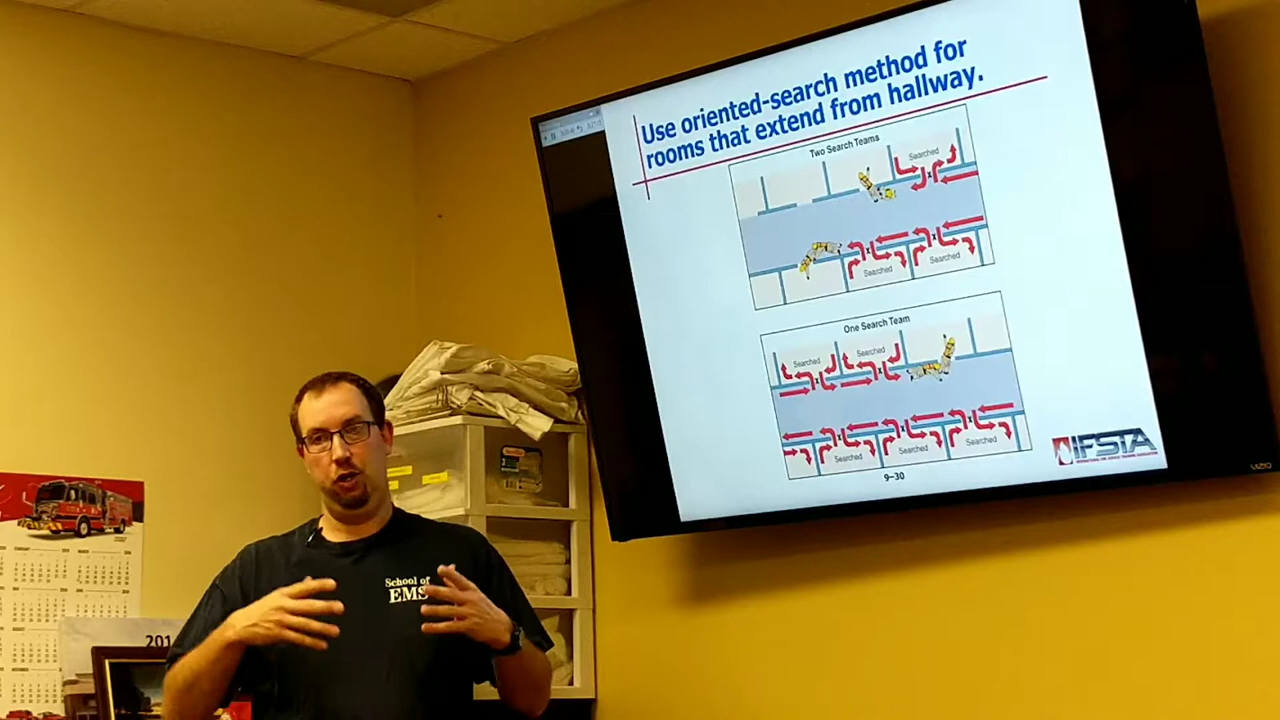 Use oriented-search method for
rooms that extend from hallway.
Two Search Teams
Searched
Searched
Searched
One Search Team
Searched
Searched
Searched
Searched
Searched
9–30
IFSTA
VIZIO
School of
EMS
201